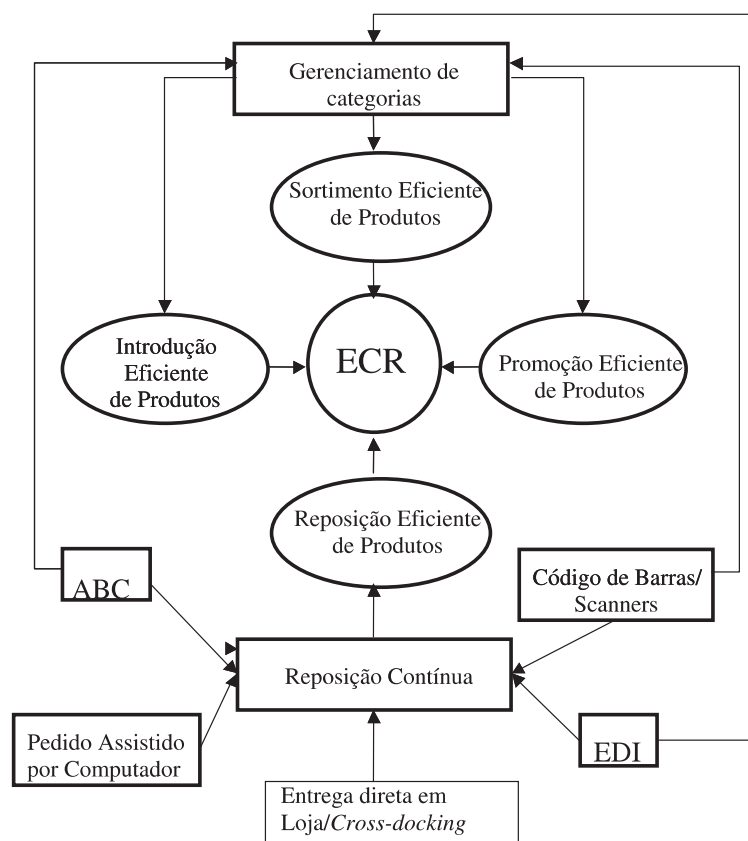 Gerenciamento de
categorias
Sortimento Eficiente
de Produtos
Introdução
Eficiente
de Produtos
ECR
Promoção Eficiente
de Produtos
Reposição Eficiente
de Produtos
ABC
Código de Barras/
Scanners
Reposição Contínua
Pedido Assistido
por Computador
EDI
Entrega direta em
Loja/Cross-docking